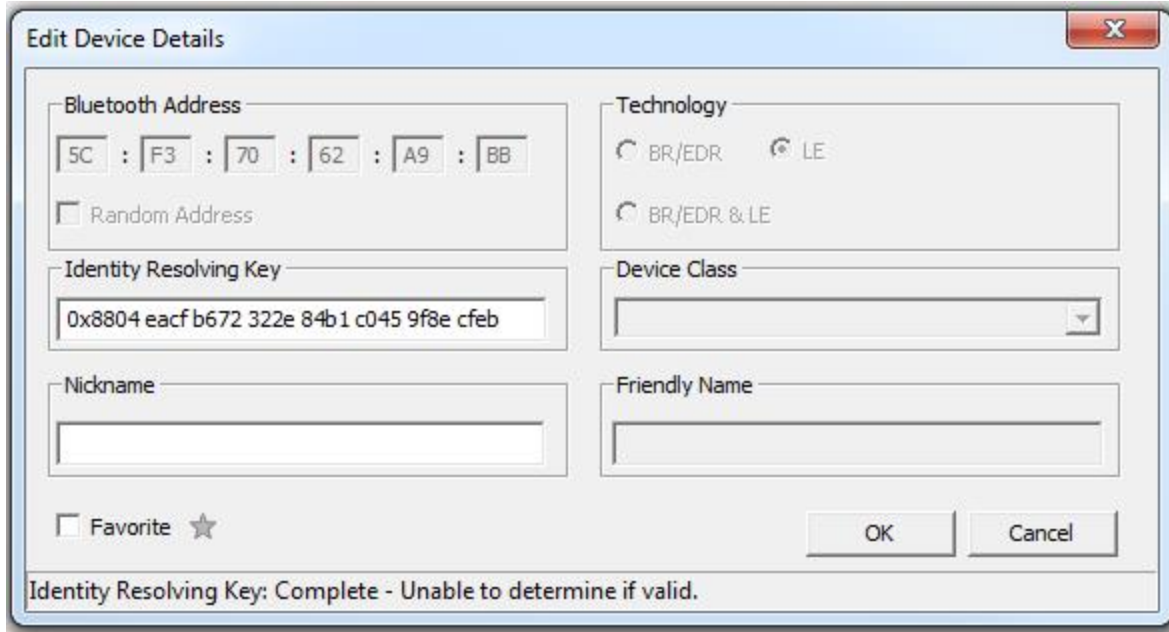 Edit Device Details
Bluetooth Address
5C : F3 : 70 : 62 : A9 : BB
Random Address
Technology
BR/EDR LE
BR/EDR & LE
Identity Resolving Key
0x8804 eacf b672 322e 84b1 c045 9f8e cfeb
Device Class
Nickname
Friendly Name
Favorite
OK Cancel
Identity Resolving Key: Complete - Unable to determine if valid.